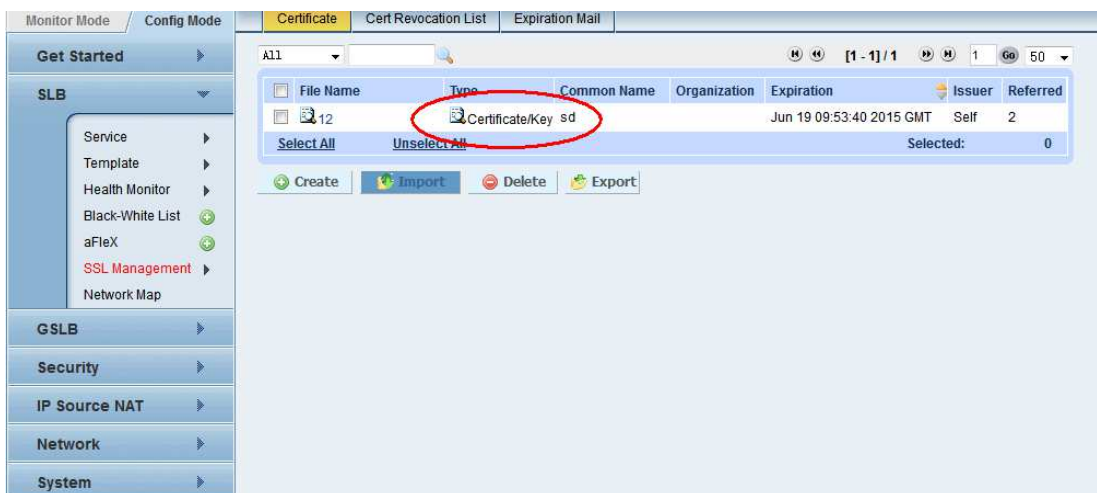 Monitor Mode Config Mode Certificate Cert Revocation List Expiration Mail
Get Started
All [1 - 1] / 1 1 Go 50
SLB
File Name Type Common Name Organization Expiration Issuer Referred
12 Certificate/Key sd Jun 19 09:53:40 2015 GMT Self 2
Select All Unselect All Selected: 0
Service
Template
Health Monitor
Black-White List
aFleX
SSL Management
Network Map
Create Import Delete Export
GSLB
Security
IP Source NAT
Network
System